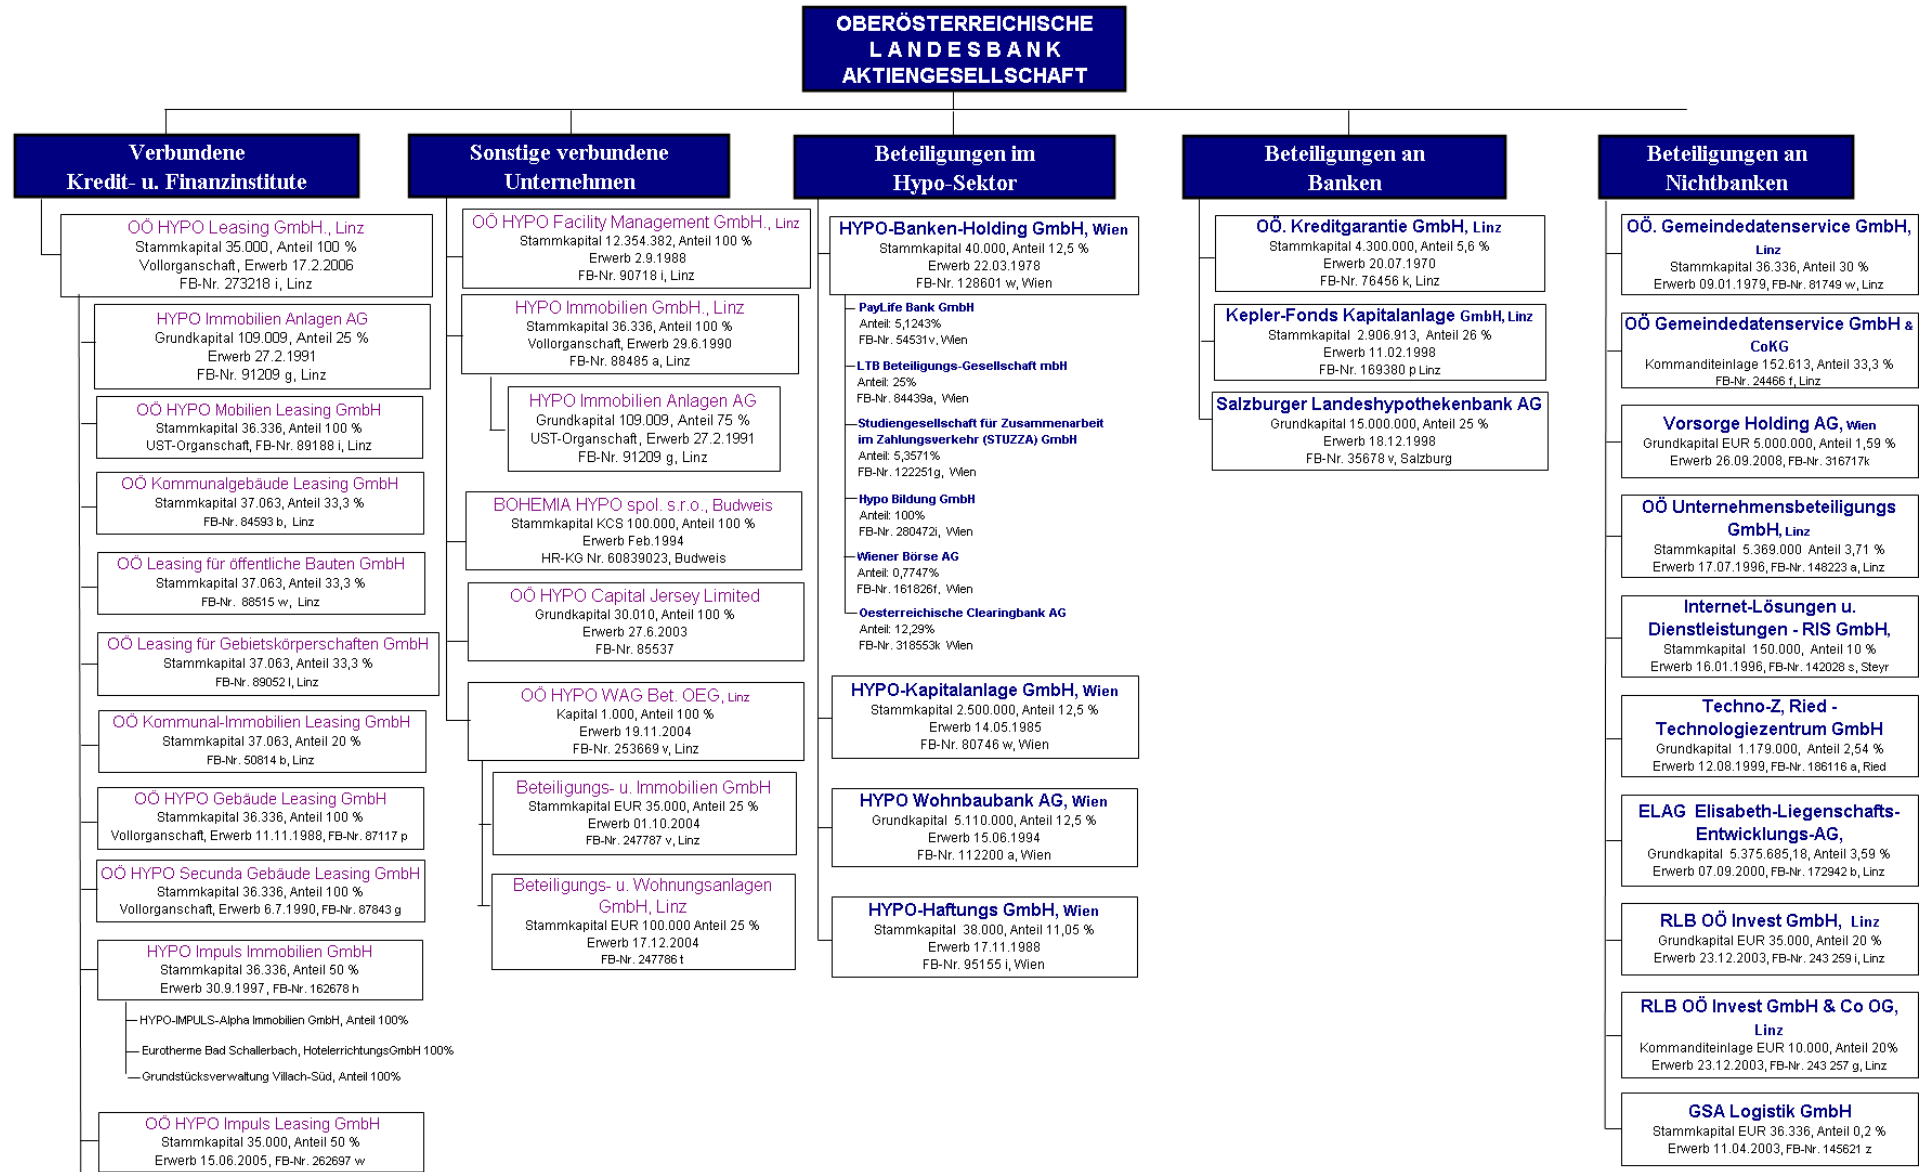 OBERÖSTERREICHISCHE
L A N D E S B A N K
AKTIENGESELLSCHAFT
Verbundene
Kredit- u. Finanzinstitute
OÖ HYPO Leasing GmbH., Linz
Stammkapital 35.000, Anteil 100 %
Vollorganschaft, Erwerb 17.2.2006
FB-Nr. 273218 i, Linz
HYPO Immobilien Anlagen AG
Grundkapital 109.009, Anteil 25 %
Erwerb 27.2.1991
FB-Nr. 91209 g, Linz
OÖ HYPO Mobilien Leasing GmbH
Stammkapital 36.336, Anteil 100 %
UST-Organschaft, FB-Nr. 89188 i, Linz
OÖ Kommunalgebäude Leasing GmbH
Stammkapital 37.063, Anteil 33,3 %
FB-Nr. 84593 b, Linz
OÖ Leasing für öffentliche Bauten GmbH
Stammkapital 37.063, Anteil 33,3 %
FB-Nr. 88515 w, Linz
OÖ Leasing für Gebietskörperschaften GmbH
Stammkapital 37.063, Anteil 33,3 %
FB-Nr. 89052 l, Linz
OÖ Kommunal-Immobilien Leasing GmbH
Stammkapital 37.063, Anteil 20 %
FB-Nr. 50814 b, Linz
OÖ HYPO Gebäude Leasing GmbH
Stammkapital 36.336, Anteil 100 %
Vollorganschaft, Erwerb 11.11.1988, FB-Nr. 87117 p
OÖ HYPO Secunda Gebäude Leasing GmbH
Stammkapital 36.336, Anteil 100 %
Vollorganschaft, Erwerb 6.7.1990, FB-Nr. 87843 g
HYPO Impuls Immobilien GmbH
Stammkapital 36.336, Anteil 50 %
Erwerb 30.9.1997, FB-Nr. 162678 h
HYPO-IMPULS-Alpha Immobilien GmbH, Anteil 100%
Eurotherme Bad Schallerbach, HotelerrichtungsGmbH 100%
Grundstücksverwaltung Villach-Süd, Anteil 100%
OÖ HYPO Impuls Leasing GmbH
Stammkapital 35.000, Anteil 50 %
Erwerb 15.06.2005, FB-Nr. 262697 w
Sonstige verbundene
Unternehmen
OÖ HYPO Facility Management GmbH., Linz
Stammkapital 12.354.382, Anteil 100 %
Erwerb 2.9.1988
FB-Nr. 90718 i, Linz
HYPO Immobilien GmbH., Linz
Stammkapital 36.336, Anteil 100 %
Vollorganschaft, Erwerb 29.6.1990
FB-Nr. 88485 a, Linz
HYPO Immobilien Anlagen AG
Grundkapital 109.009, Anteil 75 %
UST-Organschaft, Erwerb 27.2.1991
FB-Nr. 91209 g, Linz
BOHEMIA HYPO spol. s.r.o., Budweis
Stammkapital KCS 100.000, Anteil 100 %
Erwerb Feb.1994
HR-KG Nr. 60839023, Budweis
OÖ HYPO Capital Jersey Limited
Grundkapital 30.010, Anteil 100 %
Erwerb 27.6.2003
FB-Nr. 85537
OÖ HYPO WAG Bet. OEG, Linz
Kapital 1.000, Anteil 100 %
Erwerb 19.11.2004
FB-Nr. 253669 v, Linz
Beteiligungs- u. Immobilien GmbH
Stammkapital EUR 35.000, Anteil 25 %
Erwerb 01.10.2004
FB-Nr. 247787 v, Linz
Beteiligungs- u. Wohnungsanlagen
GmbH, Linz
Stammkapital EUR 100.000 Anteil 25 %
Erwerb 17.12.2004
FB-Nr. 247786 t
Beteiligungen im
Hypo-Sektor
HYPO-Banken-Holding GmbH, Wien
Stammkapital 40.000, Anteil 12,5 %
Erwerb 22.03.1978
FB-Nr. 128601 w, Wien
PayLife Bank GmbH
Anteil: 5,1243%
FB-Nr. 54531v, Wien
LTB Beteiligungs-Gesellschaft mbH
Anteil: 25%
FB-Nr. 84439a, Wien
Studiengesellschaft für Zusammenarbeit
im Zahlungsverkehr (STUZZA) GmbH
Anteil: 5,3571%
FB-Nr. 122251g, Wien
Hypo Bildung GmbH
Anteil: 100%
FB-Nr. 280472i, Wien
Wiener Börse AG
Anteil: 0,7747%
FB-Nr. 161826f, Wien
Oesterreichische Clearingbank AG
Anteil: 12,29%
FB-Nr. 318553k Wien
HYPO-Kapitalanlage GmbH, Wien
Stammkapital 2.500.000, Anteil 12,5 %
Erwerb 14.05.1985
FB-Nr. 80746 w, Wien
HYPO Wohnbaubank AG, Wien
Grundkapital 5.110.000, Anteil 12,5 %
Erwerb 15.06.1994
FB-Nr. 112200 a, Wien
HYPO-Haftungs GmbH, Wien
Stammkapital 38.000, Anteil 11,05 %
Erwerb 17.11.1988
FB-Nr. 95155 i, Wien
Beteiligungen an
Banken
OÖ. Kreditgarantie GmbH, Linz
Stammkapital 4.300.000, Anteil 5,6 %
Erwerb 20.07.1970
FB-Nr. 76456 k, Linz
Kepler-Fonds Kapitalanlage GmbH, Linz
Stammkapital 2.906.913, Anteil 26 %
Erwerb 11.02.1998
FB-Nr. 169380 p Linz
Salzburger Landeshypothekenbank AG
Grundkapital 15.000.000, Anteil 25 %
Erwerb 18.12.1998
FB-Nr. 35678 v, Salzburg
Beteiligungen an
Nichtbanken
OÖ. Gemeindedatenservice GmbH,
Linz
Stammkapital 36.336, Anteil 30 %
Erwerb 09.01.1979, FB-Nr. 81749 w, Linz
OÖ Gemeindedatenservice GmbH &
CoKG
Kommanditeinlage 152.613, Anteil 33,3 %
FB-Nr. 24466 f, Linz
Vorsorge Holding AG, Wien
Grundkapital EUR 5.000.000, Anteil 1,59 %
Erwerb 26.09.2008, FB-Nr. 316717k
OÖ Unternehmensbeteiligungs
GmbH, Linz
Stammkapital 5.369.000 Anteil 3,71 %
Erwerb 17.07.1996, FB-Nr. 148223 a, Linz
Internet-Lösungen u.
Dienstleistungen - RIS GmbH,
Stammkapital 150.000, Anteil 10 %
Erwerb 16.01.1996, FB-Nr. 142028 s, Steyr
Techno-Z, Ried -
Technologiezentrum GmbH
Grundkapital 1.179.000, Anteil 2,54 %
Erwerb 12.08.1999, FB-Nr. 186116 a, Ried
ELAG Elisabeth-Liegenschafts-
Entwicklungs-AG,
Grundkapital 5.375.685,18, Anteil 3,59 %
Erwerb 07.09.2000, FB-Nr. 172942 b, Linz
RLB OÖ Invest GmbH, Linz
Grundkapital EUR 35.000, Anteil 20 %
Erwerb 23.12.2003, FB-Nr. 243 259 i, Linz
RLB OÖ Invest GmbH & Co OG,
Linz
Kommanditeinlage EUR 10.000, Anteil 20%
Erwerb 23.12.2003, FB-Nr. 243 257 g, Linz
GSA Logistik GmbH
Stammkapital EUR 36.336, Anteil 0,2 %
Erwerb 11.04.2003, FB-Nr. 145621 z